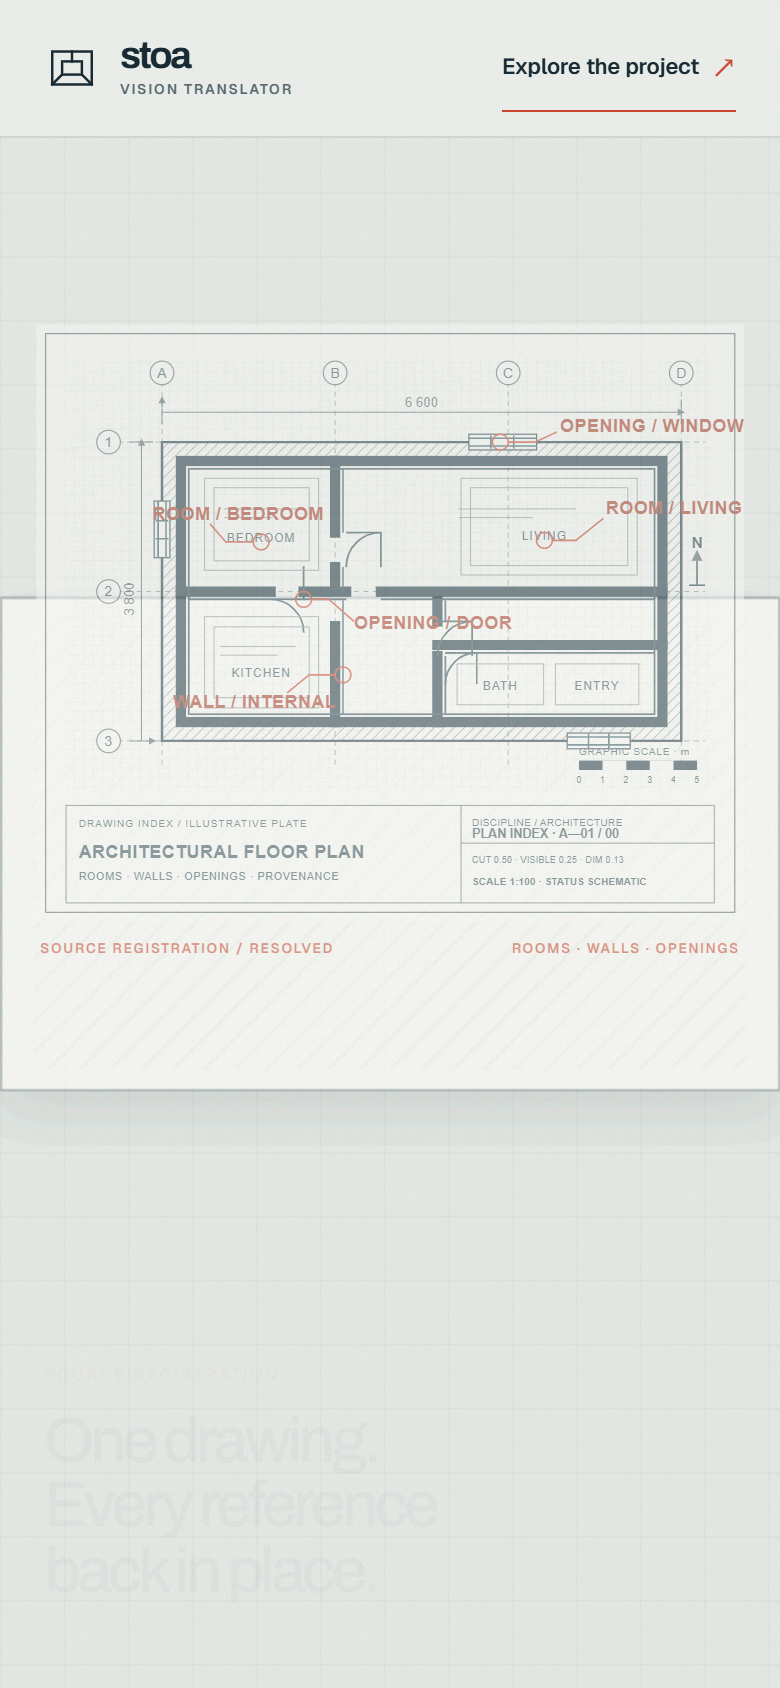 stoa
VISION TRANSLATOR
Explore the project ↗
A B C D
6 600
OPENING / WINDOW
1
ROOM / BEDROOM
ROOM / LIVING
BEDROOM
LIVING
N
2
3 800
OPENING / DOOR
KITCHEN
BATH
ENTRY
WALL / INTERNAL
3
GRAPHIC SCALE · m
0 1 2 3 4 5
DRAWING INDEX / ILLUSTRATIVE PLATE
ARCHITECTURAL FLOOR PLAN
ROOMS · WALLS · OPENINGS · PROVENANCE
DISCIPLINE / ARCHITECTURE
PLAN INDEX · A—01 / 00
CUT 0.50 · VISIBLE 0.25 · DIM 0.13
SCALE 1:100 · STATUS SCHEMATIC
SOURCE REGISTRATION / RESOLVED
ROOMS · WALLS · OPENINGS
SOURCE REGISTRATION
One drawing.
Every reference
back in place.